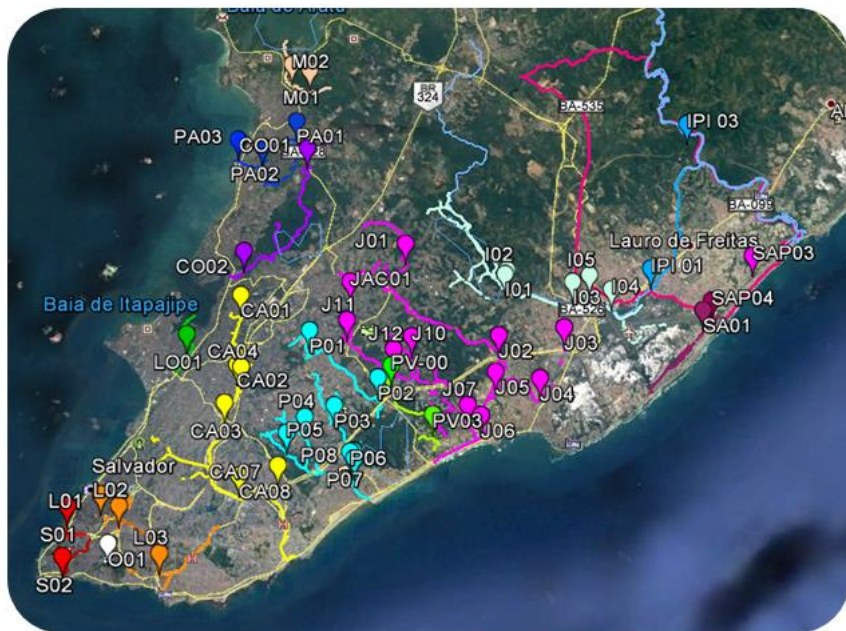 Baia de Aratu
M02
M01
BR
324
BA-535
IPI 03
PA03
CO01
PA01
PA02
BA-095
Lauro de Freitas
SAP03
J01
I02
I05
IPI 01
CO02
JAC01
I01
I03
I04
SAP04
BA-526
SA01
Baia de Itapajipe
CA01
J11
LO01
P01
J12
J10
J02
J03
CA04
PV-00
CA02
P02
J05
J07
J04
P04
P03
CA03
P05
PV03
J06
P08
P06
Salvador
CA07
CA08
P07
L02
L01
S01
L03
O01
S02